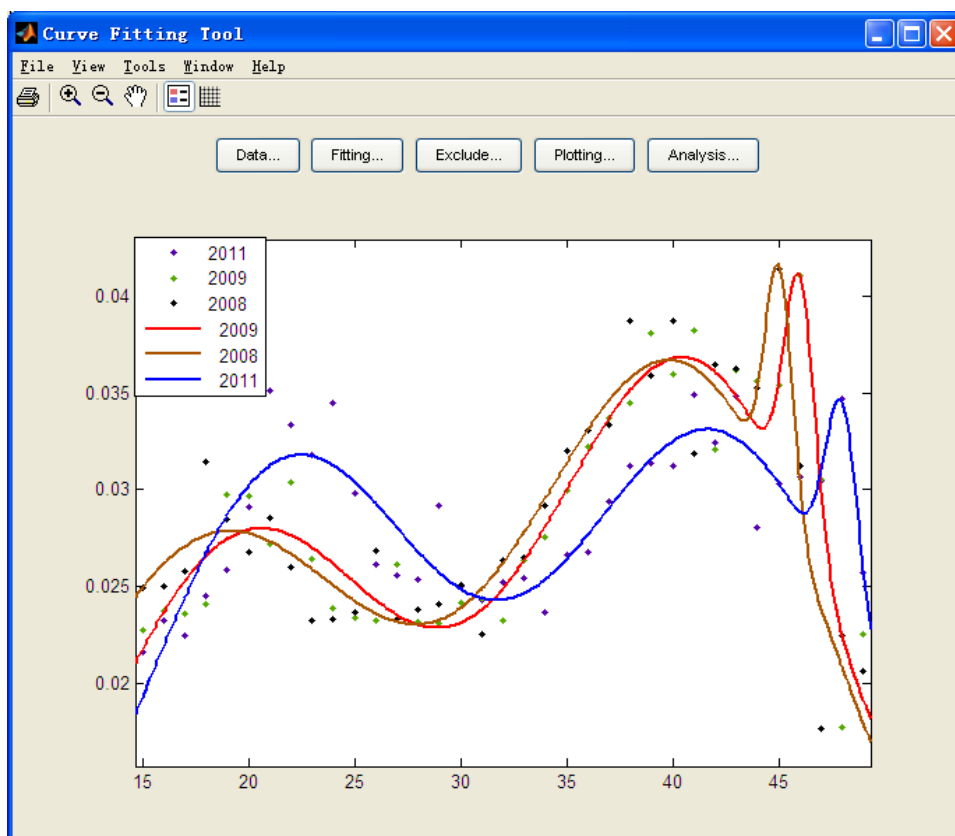 Curve Fitting Tool
File View Tools Window Help
Data... Fitting... Exclude... Plotting... Analysis...
2011
2009
2008
2009
2008
2011
0.04
0.035
0.03
0.025
0.02
15 20 25 30 35 40 45